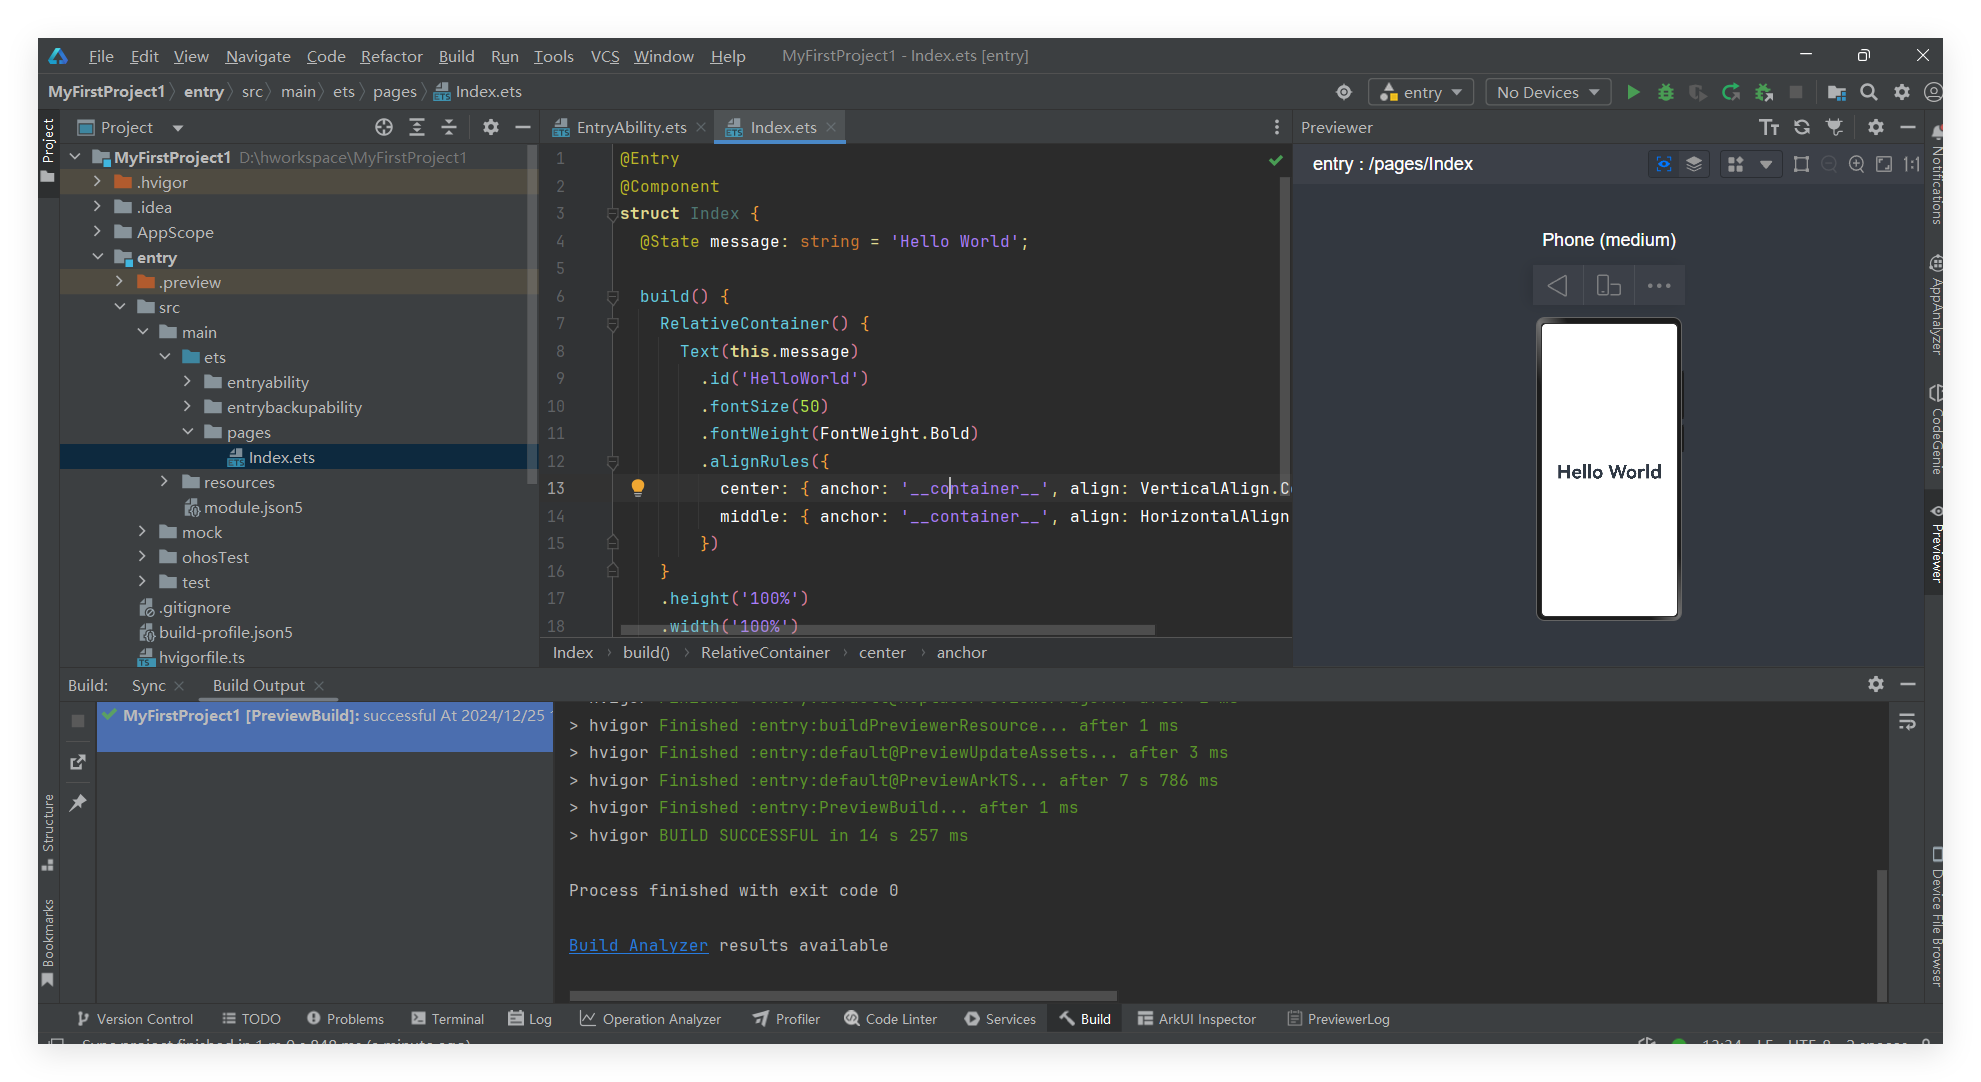 File Edit View Navigate Code Refactor Build Run Tools VCS Window Help MyFirstProject1 - Index.ets [entry]
MyFirstProject1 entry src main ets pages Index.ets
entry No Devices
Project
Project
EntryAbility.ets
Index.ets
Previewer
MyFirstProject1 D:\hworkspace\MyFirstProject1
.hvigor
.idea
AppScope
entry
.preview
src
main
ets
entryability
entrybackupability
pages
Index.ets
resources
module.json5
mock
ohosTest
test
.gitignore
build-profile.json5
hvigorfile.ts
1 @Entry
2 @Component
3 struct Index {
4 @State message: string = 'Hello World';
5
6 build() {
7 RelativeContainer() {
8 Text(this.message)
9 .id('HelloWorld')
10 .fontSize(50)
11 .fontWeight(FontWeight.Bold)
12 .alignRules({
13 center: { anchor: '__container__', align: VerticalAlign.C
14 middle: { anchor: '__container__', align: HorizontalAlign
15 })
16 }
17 .height('100%')
18 .width('100%')
Index › build() › RelativeContainer › center › anchor
entry : /pages/Index
1:1
Phone (medium)
Hello World
Notifications
AppAnalyzer
CodeGenie
Previewer
Device File Browser
Build: Sync Build Output
MyFirstProject1 [PreviewBuild]: successful At 2024/12/25
> hvigor Finished :entry:buildPreviewerResource... after 1 ms
> hvigor Finished :entry:default@PreviewUpdateAssets... after 3 ms
> hvigor Finished :entry:default@PreviewArkTS... after 7 s 786 ms
> hvigor Finished :entry:PreviewBuild... after 1 ms
> hvigor BUILD SUCCESSFUL in 14 s 257 ms
Process finished with exit code 0
Build Analyzer results available
Structure
Bookmarks
Version Control TODO Problems Terminal Log Operation Analyzer Profiler Code Linter Services Build ArkUI Inspector PreviewerLog